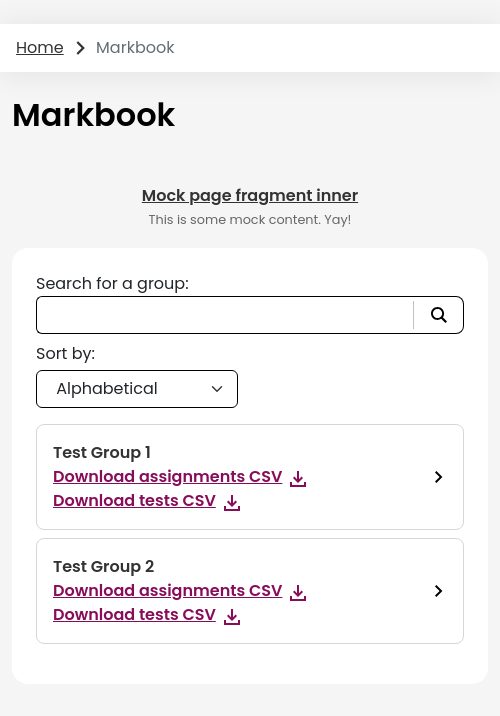 Home Markbook
Markbook
Mock page fragment inner
This is some mock content. Yay!
Search for a group:
Sort by:
Alphabetical
Test Group 1
Download assignments CSV
Download tests CSV
Test Group 2
Download assignments CSV
Download tests CSV